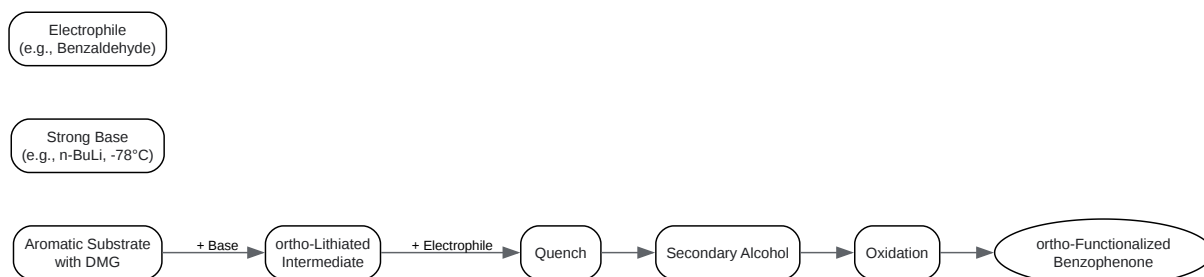 Electrophile
(e.g., Benzaldehyde)
Strong Base
(e.g., n-BuLi, -78°C)
Aromatic Substrate
with DMG
+ Base
ortho-Lithiated
Intermediate
+ Electrophile
Quench
Secondary Alcohol
Oxidation
ortho-Functionalized
Benzophenone